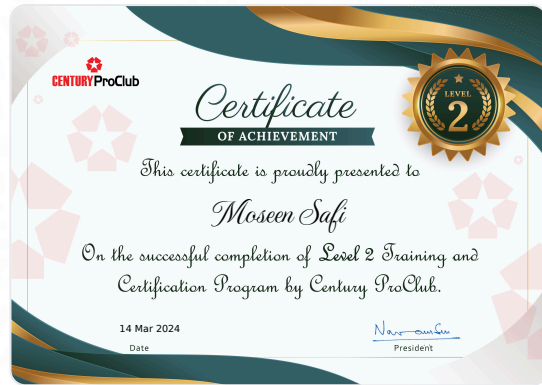 CENTURY ProClub
LEVEL
2
Certificate
OF ACHIEVEMENT
This certificate is proudly presented to
Moseen Safi
On the successful completion of Level 2 Training and
Certification Program by Century ProClub.
14 Mar 2024
Date
President